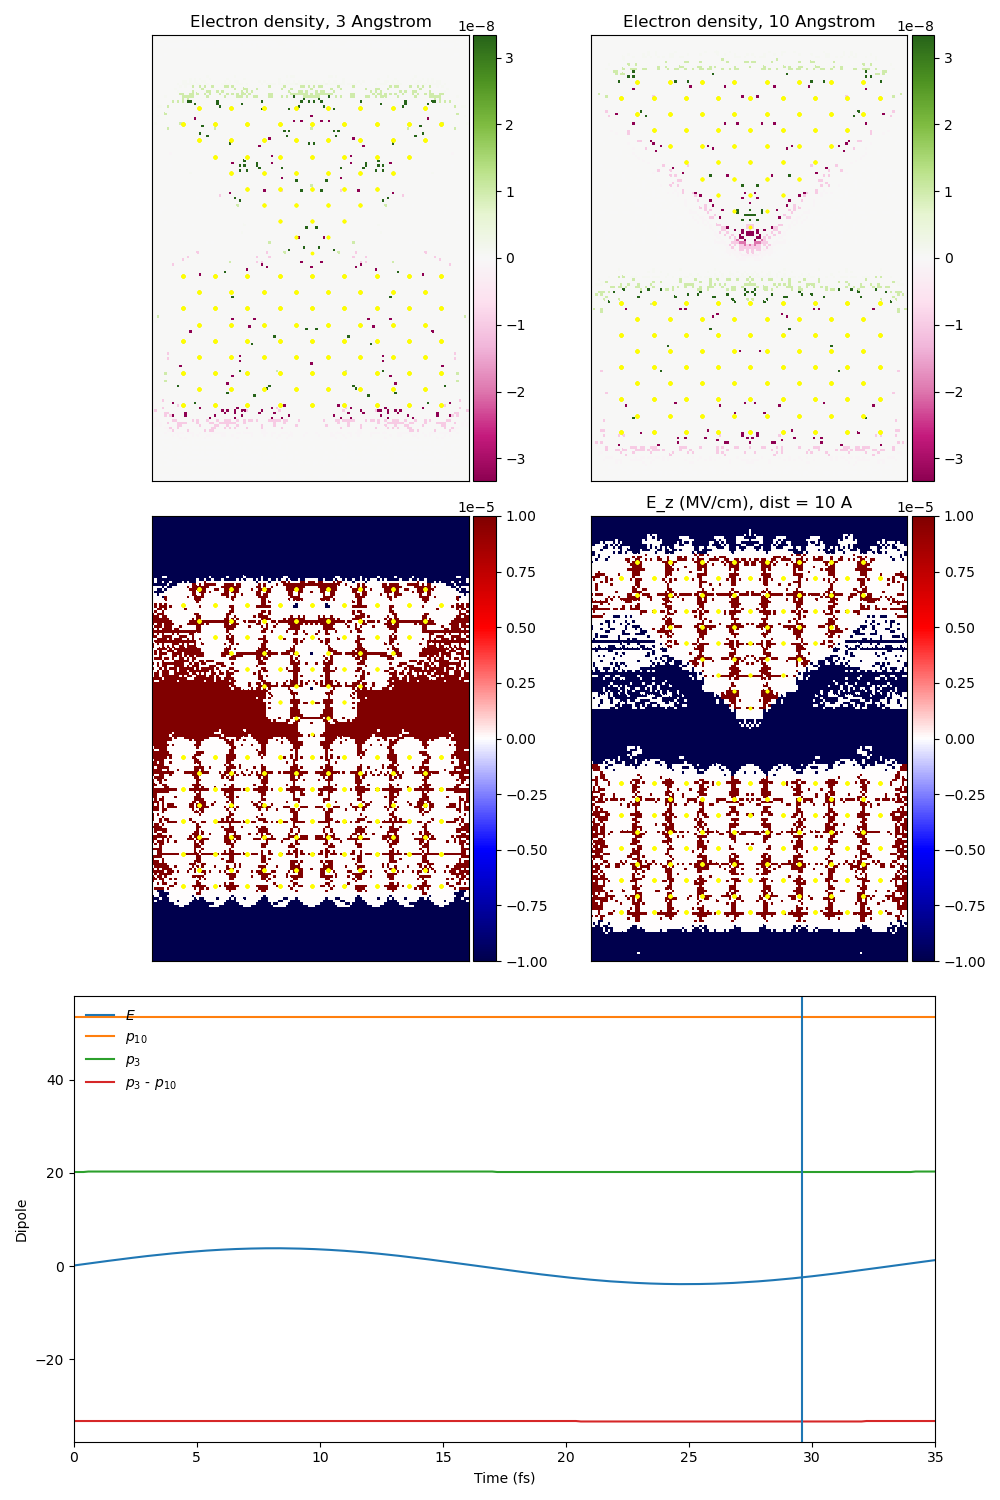 Electron density, 3 Angstrom
Electron density, 10 Angstrom
1e−8
3
2
1
0
−1
−2
−3
1e−8
3
2
1
0
−1
−2
−3
1e−5
1.00
0.75
0.50
0.25
0.00
−0.25
−0.50
−0.75
−1.00
E_z (MV/cm), dist = 10 A
1e−5
1.00
0.75
0.50
0.25
0.00
−0.25
−0.50
−0.75
−1.00
E
p10
p3
p3 - p10
40
20
0
−20
Dipole
0 5 10 15 20 25 30 35
Time (fs)